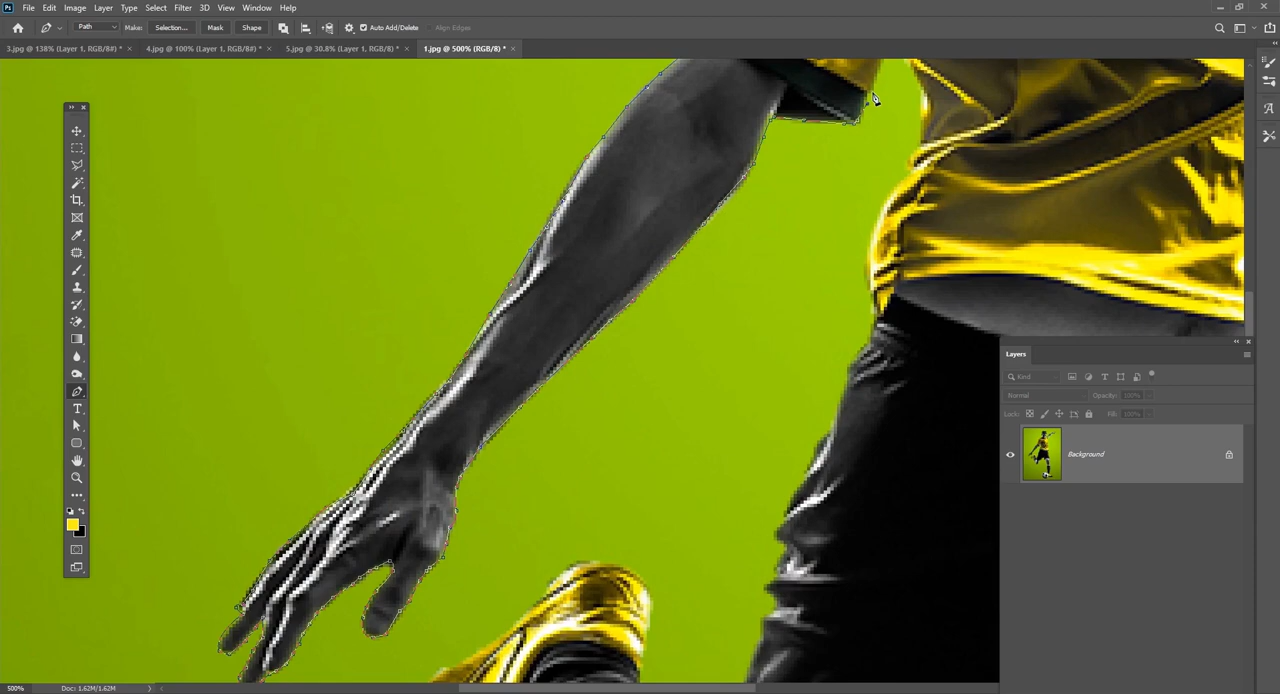 Ps File Edit Image Layer Type Select Filter 3D View Window Help
Path Make: Selection... Mask Shape Auto Add/Delete Align Edges
3.jpg @ 138% (Layer 1, RGB/8#) * × 4.jpg @ 100% (Layer 1, RGB/8#) * × 5.jpg @ 30.8% (Layer 1, RGB/8) * × 1.jpg @ 500% (RGB/8) * ×
Layers
Kind
Normal Opacity: 100%
Lock: Fill: 100%
Background
500% Doc: 1.62M/1.62M